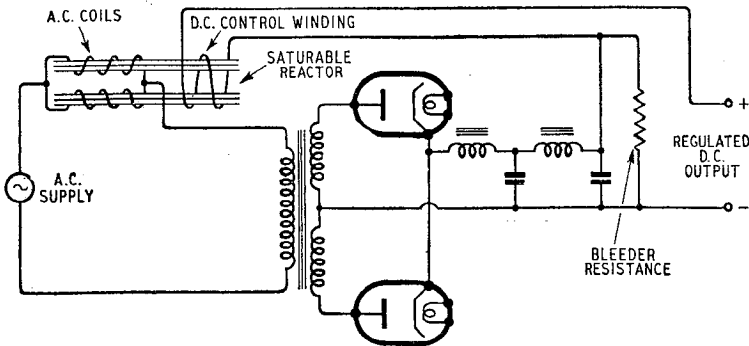 A.C. COILS
D.C. CONTROL WINDING
SATURABLE
REACTOR
A.C.
SUPPLY
+
REGULATED
D.C.
OUTPUT
−
BLEEDER
RESISTANCE